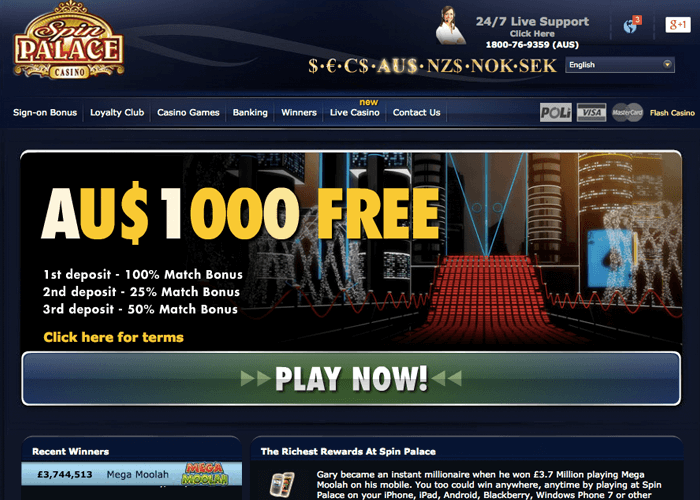 Spin
PALACE
CASINO
24/7 Live Support
Click Here
1800-76-9359 (AUS)
3
g+1
$·€·C$·AU$·NZ$·NOK·SEK
English
Sign-on Bonus
Loyalty Club
Casino Games
Banking
Winners
new
Live Casino
Contact Us
POLi
VISA
MasterCard
Flash Casino
AU$1000 FREE
1st deposit - 100% Match Bonus
2nd deposit - 25% Match Bonus
3rd deposit - 50% Match Bonus
Click here for terms
PLAY NOW!
Recent Winners
£3,744,513 Mega Moolah
MEGA
MOOLAH
The Richest Rewards At Spin Palace
Gary became an instant millionaire when he won £3.7 Million playing Mega
Moolah on his mobile. You too could win anywhere, anytime by playing at Spin
Palace on your iPhone, iPad, Android, Blackberry, Windows Phone 7 or other